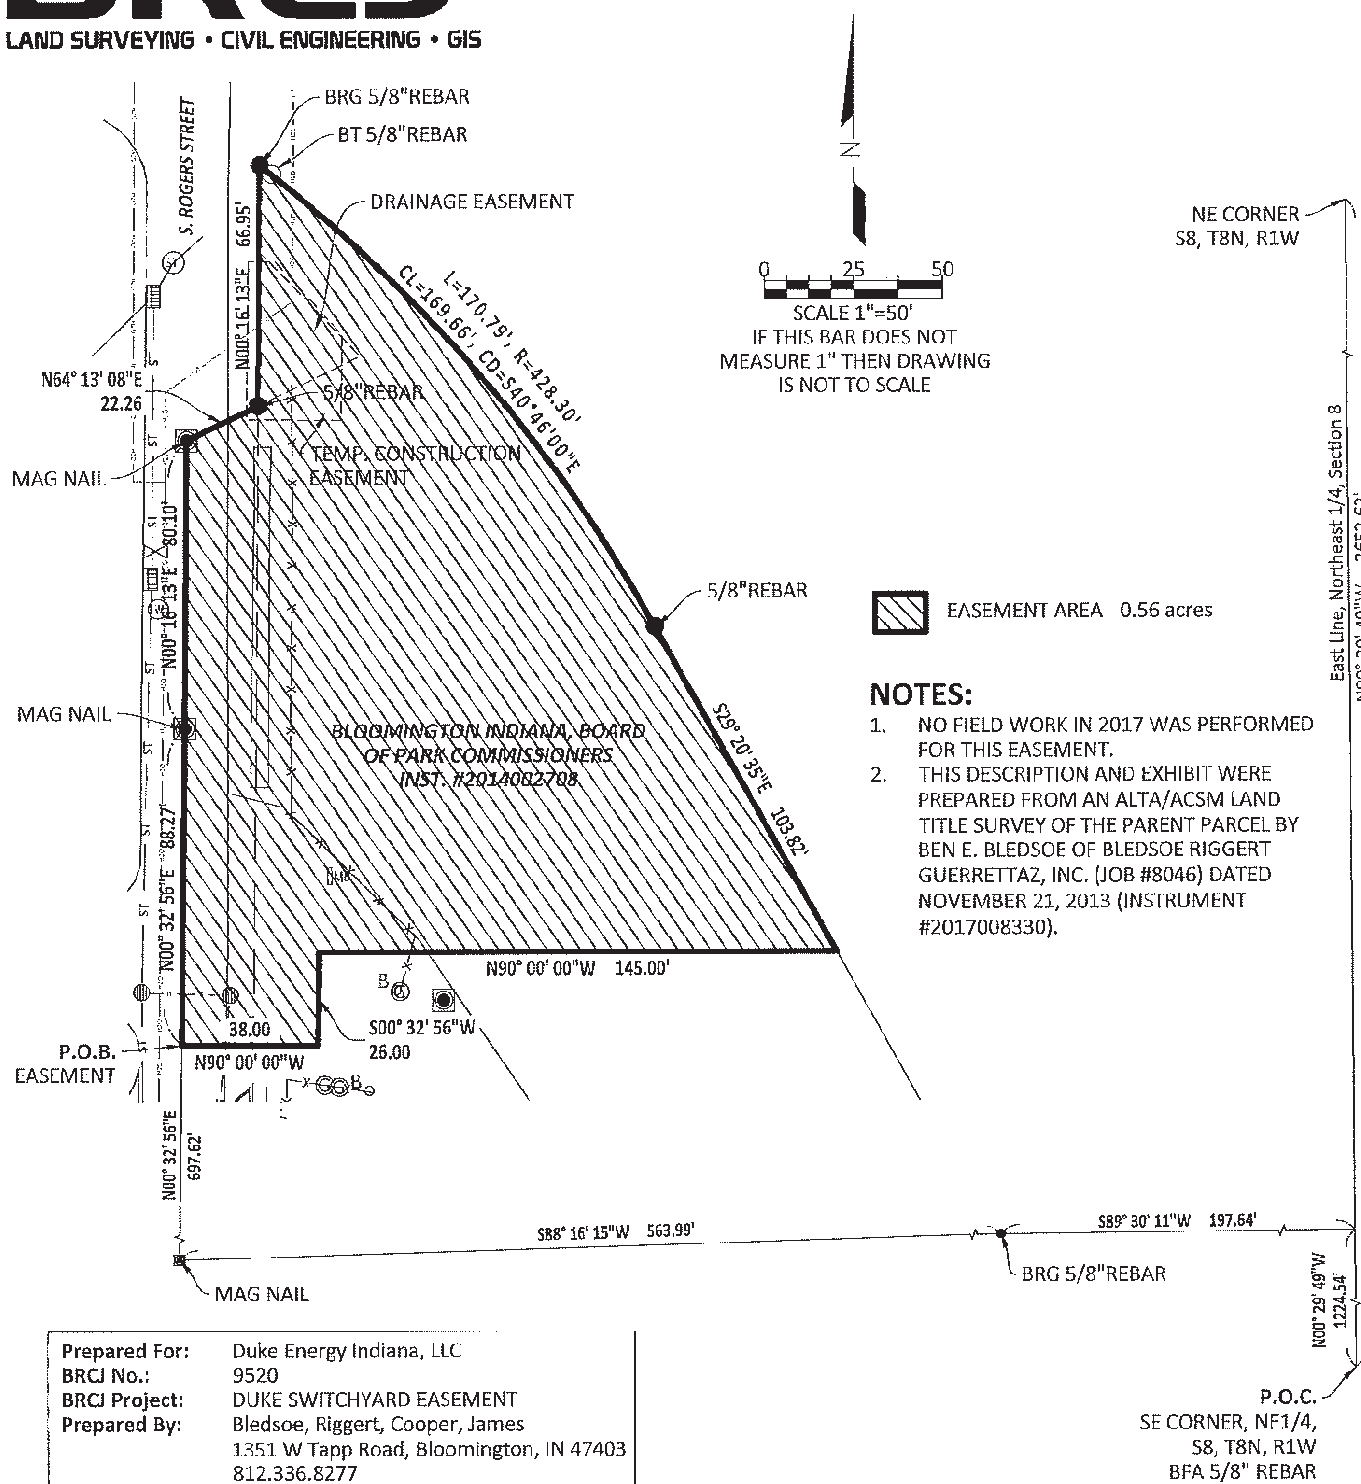 LAND SURVEYING • CIVIL ENGINEERING • GIS
S. ROGERS STREET
BRG 5/8"REBAR
BT 5/8"REBAR
DRAINAGE EASEMENT
N00°16'13"E 66.95'
L=170.79', R=428.30'
CL=169.66', CD=S40°46'00"E
N
0 25 50
SCALE 1"=50'
IF THIS BAR DOES NOT
MEASURE 1" THEN DRAWING
IS NOT TO SCALE
NE CORNER
S8, T8N, R1W
N64° 13' 08"E
22.26
5/8"REBAR
TEMP. CONSTRUCTION
EASEMENT
MAG NAIL
N00° 16' 13"E 80.10'
East Line, Northeast 1/4, Section 8
5/8"REBAR
EASEMENT AREA 0.56 acres
MAG NAIL
BLOOMINGTON INDIANA, BOARD
OF PARK COMMISSIONERS
INST. #2014002708
S29° 20' 35"E 103.82'
NOTES:
1. NO FIELD WORK IN 2017 WAS PERFORMED
FOR THIS EASEMENT.
2. THIS DESCRIPTION AND EXHIBIT WERE
PREPARED FROM AN ALTA/ACSM LAND
TITLE SURVEY OF THE PARENT PARCEL BY
BEN E. BLEDSOE OF BLEDSOE RIGGERT
GUERRETTAZ, INC. (JOB #8046) DATED
NOVEMBER 21, 2013 (INSTRUMENT
#2017008330).
N00° 32' 56"E 88.27'
N90° 00' 00"W 145.00'
B
38.00
S00° 32' 56"W
26.00
P.O.B.
EASEMENT
N90° 00' 00"W
B
N00° 32' 56"E
697.62'
S88° 16' 15"W 563.99'
S89° 30' 11"W 197.64'
MAG NAIL
BRG 5/8"REBAR
N00° 29' 49"W
1224.54'
P.O.C.
SE CORNER, NE1/4,
S8, T8N, R1W
BFA 5/8" REBAR
Prepared For: Duke Energy Indiana, LLC
BRCJ No.: 9520
BRCJ Project: DUKE SWITCHYARD EASEMENT
Prepared By: Bledsoe, Riggert, Cooper, James
1351 W Tapp Road, Bloomington, IN 47403
812.336.8277